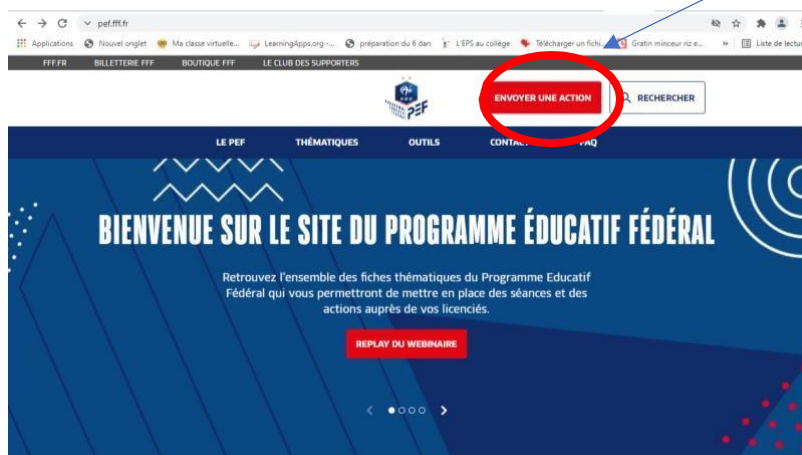 pef.fff.fr
Applications Nouvel onglet Ma classe virtuelle... LearningApps.org -... préparation du 6 dan L'EPS au collège Télécharger un fichi... Gratin minceur riz e... » Liste de lectu
FFF.FR BILLETTERIE FFF BOUTIQUE FFF LE CLUB DES SUPPORTERS
FFF
PEF
ENVOYER UNE ACTION RECHERCHER
LE PEF THÉMATIQUES OUTILS CONTACT FAQ
BIENVENUE SUR LE SITE DU PROGRAMME ÉDUCATIF FÉDÉRAL
Retrouvez l'ensemble des fiches thématiques du Programme Educatif
Fédéral qui vous permettront de mettre en place des séances et des
actions auprès de vos licenciés.
REPLAY DU WEBINAIRE